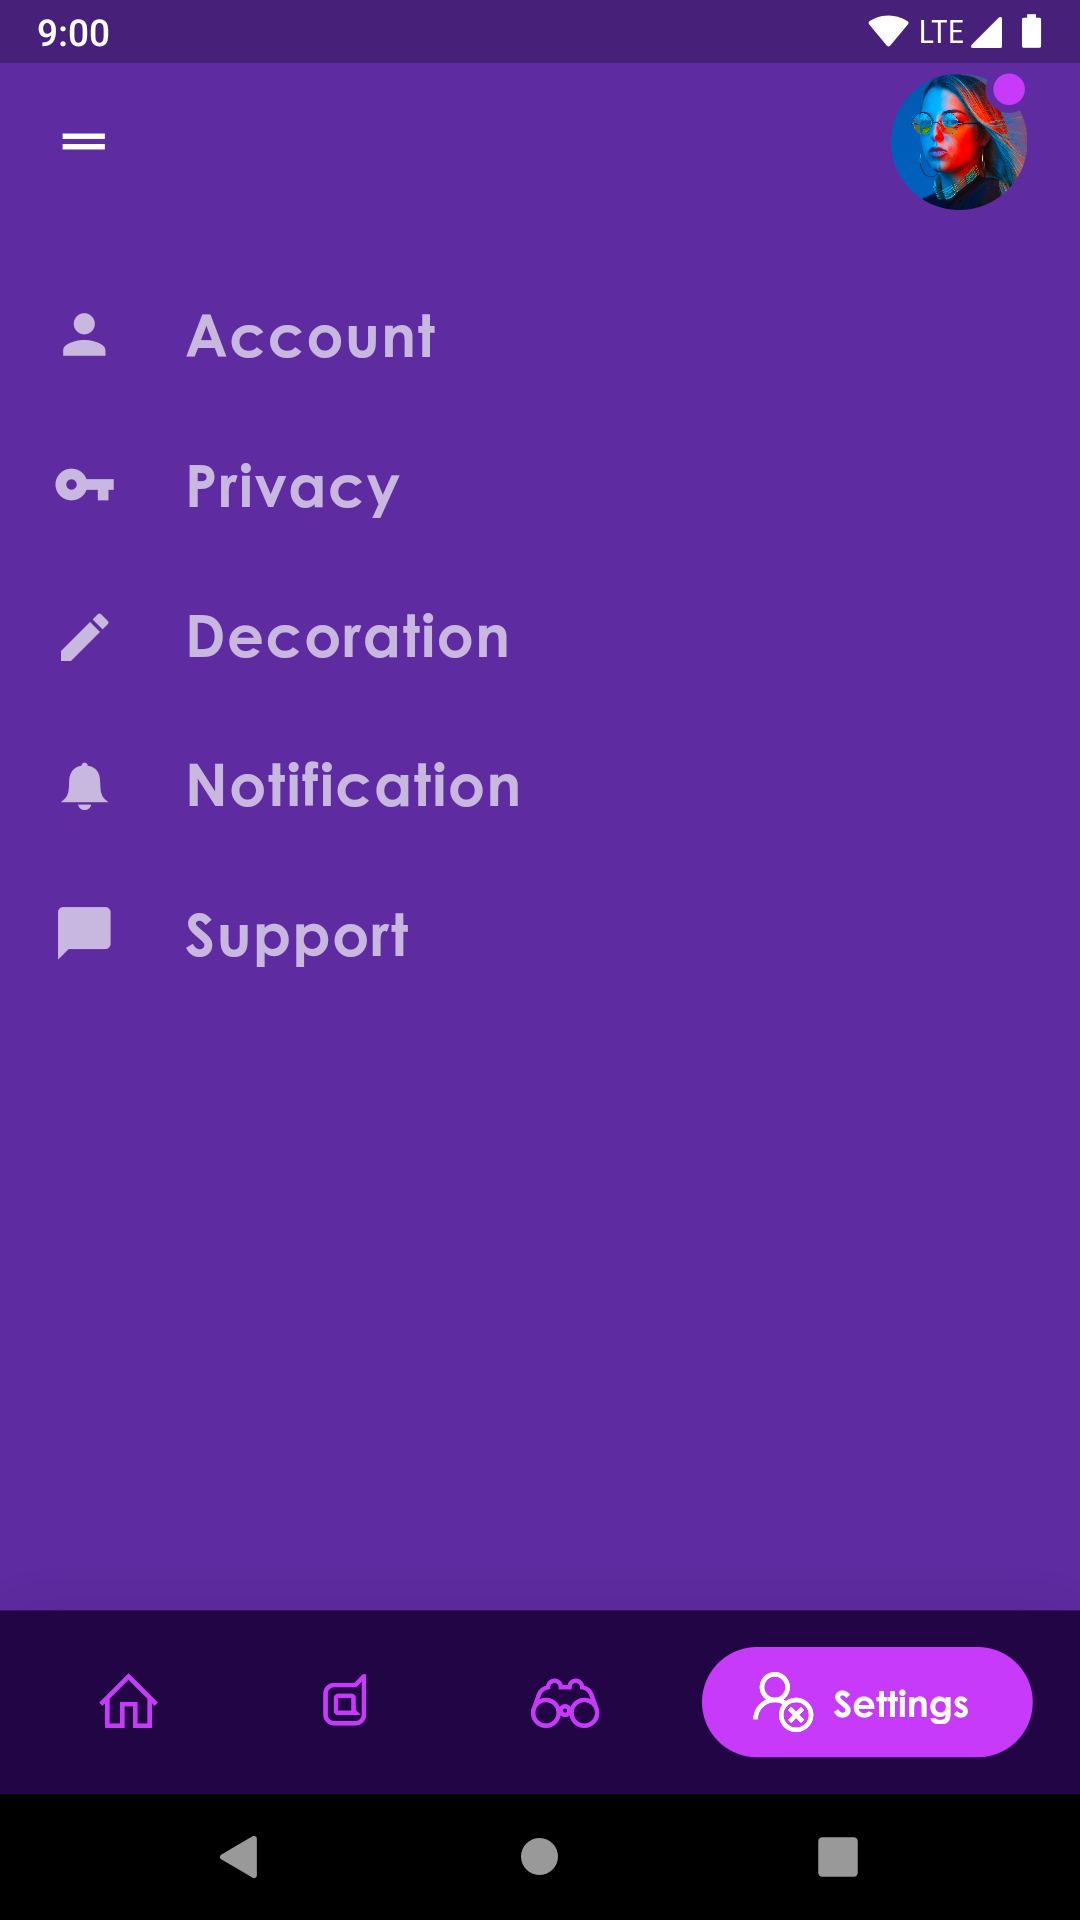 9:00 LTE
Account
Privacy
Decoration
Notification
Support
Settings